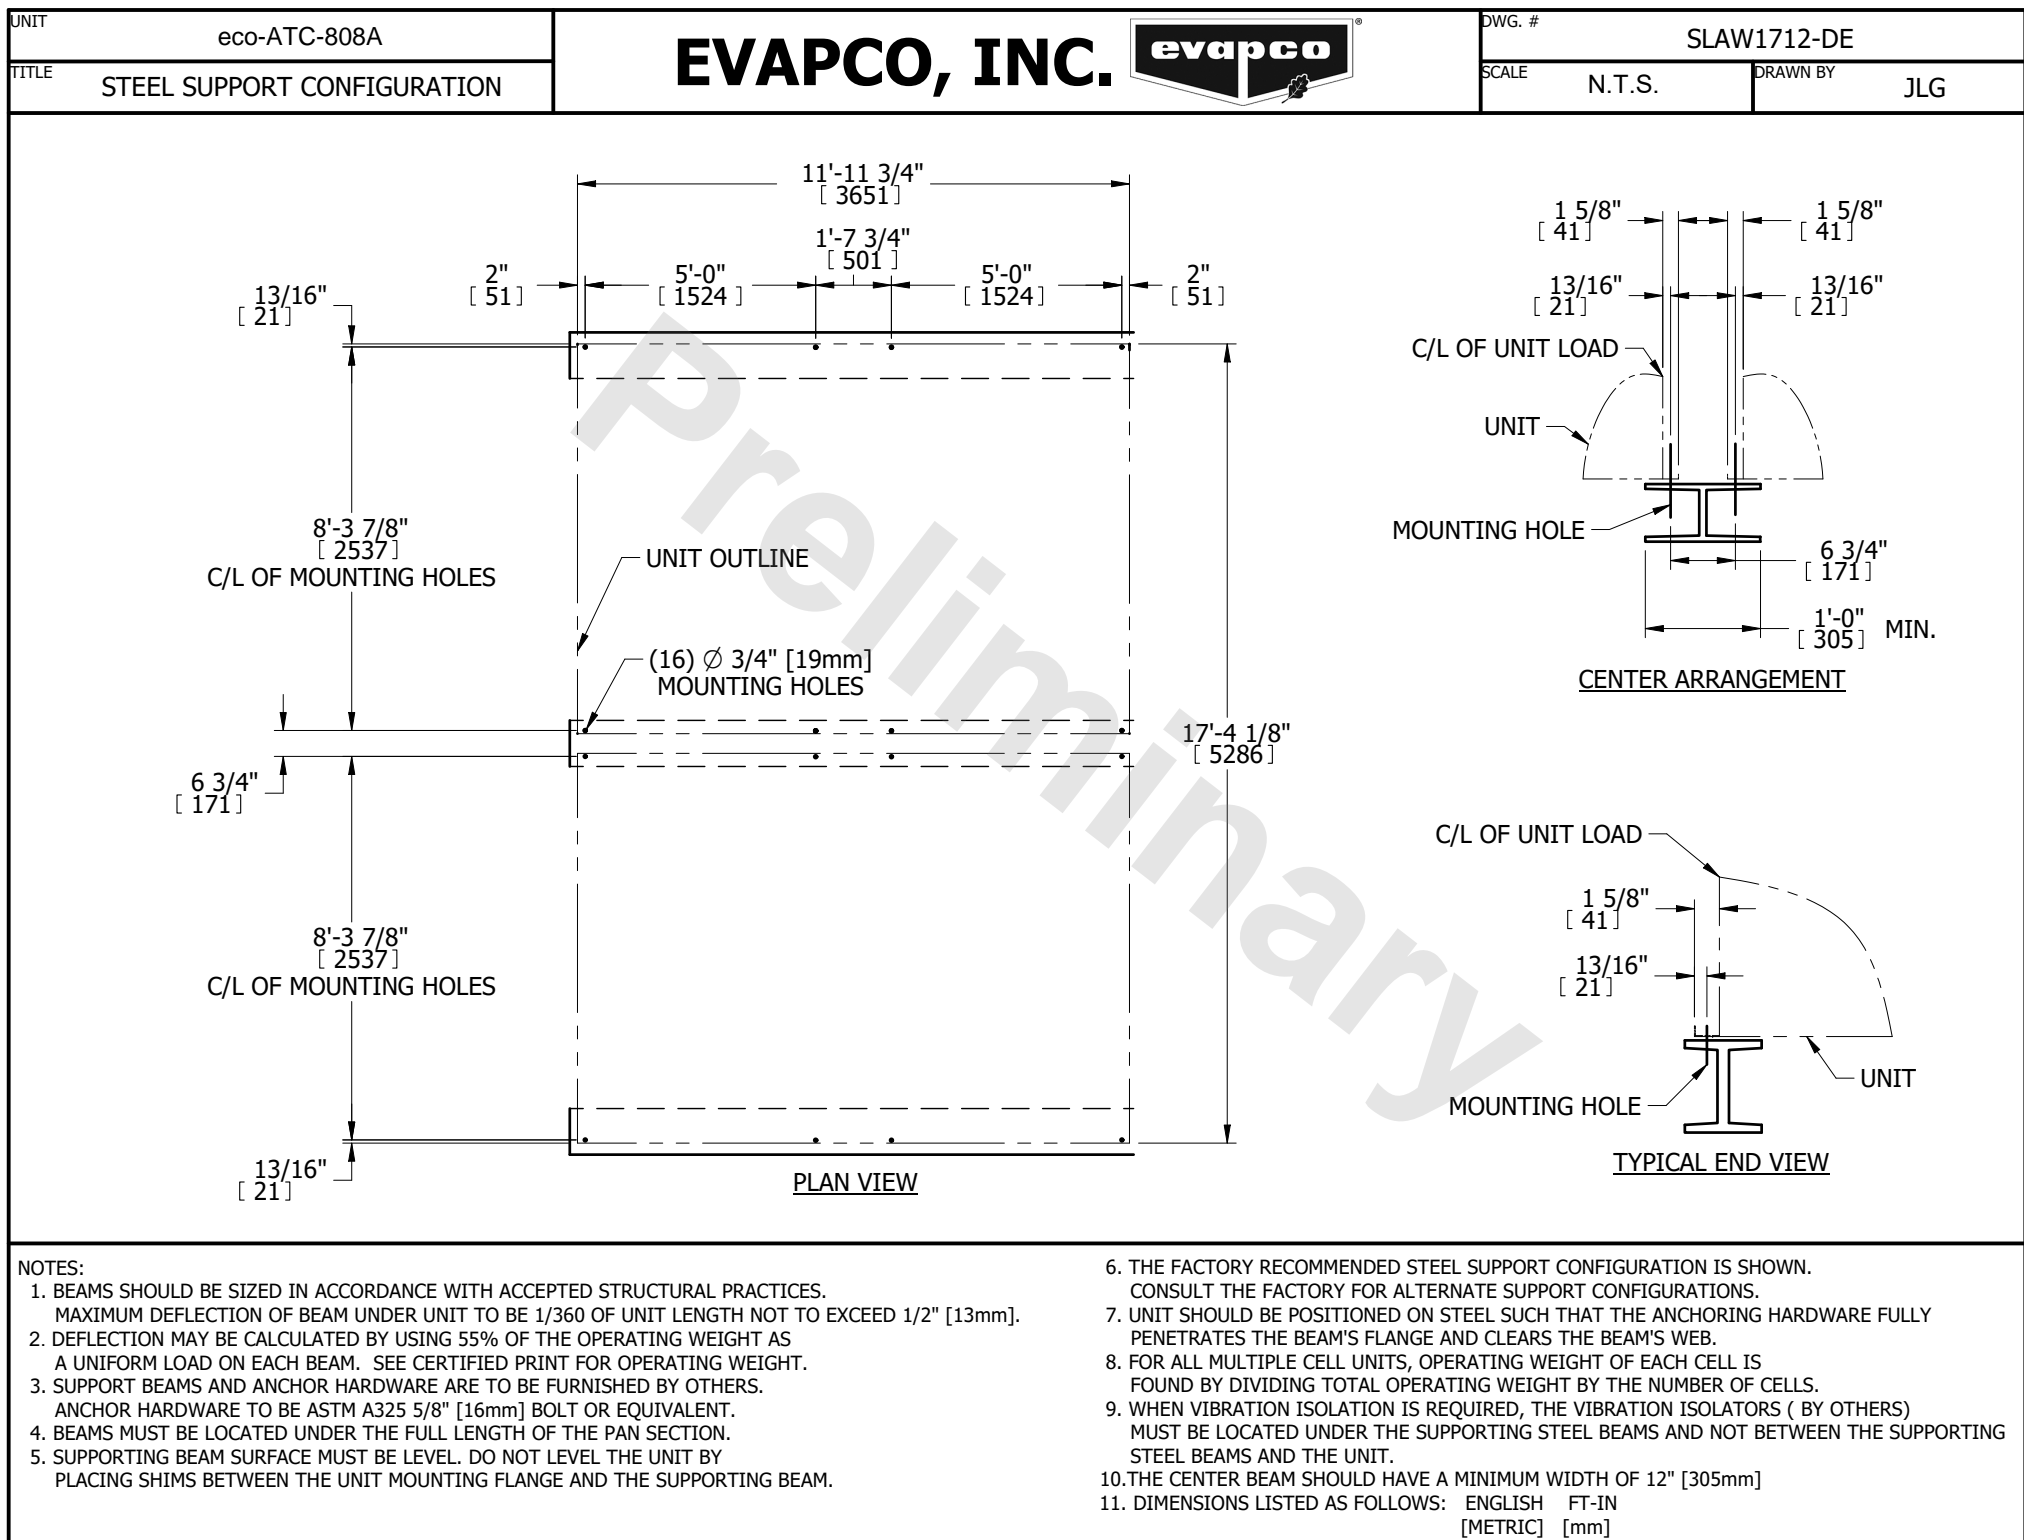 UNIT
eco-ATC-808A
TITLE
STEEL SUPPORT CONFIGURATION
EVAPCO, INC.
evapco
®
DWG. #
SLAW1712-DE
SCALE
N.T.S.
DRAWN BY
JLG
11'-11 3/4"
[ 3651]
1'-7 3/4"
[ 501 ]
2"
[ 51]
5'-0"
[ 1524 ]
5'-0"
[ 1524]
2"
[ 51]
13/16"
[ 21]
8'-3 7/8"
[ 2537]
C/L OF MOUNTING HOLES
UNIT OUTLINE
(16) Ø 3/4" [19mm]
MOUNTING HOLES
6 3/4"
[ 171]
17'-4 1/8"
[ 5286]
8'-3 7/8"
[ 2537]
C/L OF MOUNTING HOLES
13/16"
[ 21]
PLAN VIEW
Preliminary
1 5/8"
[ 41]
1 5/8"
[ 41]
13/16"
[ 21]
13/16"
[ 21]
C/L OF UNIT LOAD
UNIT
MOUNTING HOLE
6 3/4"
[ 171]
1'-0"
[ 305] MIN.
CENTER ARRANGEMENT
C/L OF UNIT LOAD
1 5/8"
[ 41]
13/16"
[ 21]
UNIT
MOUNTING HOLE
TYPICAL END VIEW
NOTES:
1. BEAMS SHOULD BE SIZED IN ACCORDANCE WITH ACCEPTED STRUCTURAL PRACTICES.
MAXIMUM DEFLECTION OF BEAM UNDER UNIT TO BE 1/360 OF UNIT LENGTH NOT TO EXCEED 1/2" [13mm].
2. DEFLECTION MAY BE CALCULATED BY USING 55% OF THE OPERATING WEIGHT AS
A UNIFORM LOAD ON EACH BEAM. SEE CERTIFIED PRINT FOR OPERATING WEIGHT.
3. SUPPORT BEAMS AND ANCHOR HARDWARE ARE TO BE FURNISHED BY OTHERS.
ANCHOR HARDWARE TO BE ASTM A325 5/8" [16mm] BOLT OR EQUIVALENT.
4. BEAMS MUST BE LOCATED UNDER THE FULL LENGTH OF THE PAN SECTION.
5. SUPPORTING BEAM SURFACE MUST BE LEVEL. DO NOT LEVEL THE UNIT BY
PLACING SHIMS BETWEEN THE UNIT MOUNTING FLANGE AND THE SUPPORTING BEAM.
6. THE FACTORY RECOMMENDED STEEL SUPPORT CONFIGURATION IS SHOWN.
CONSULT THE FACTORY FOR ALTERNATE SUPPORT CONFIGURATIONS.
7. UNIT SHOULD BE POSITIONED ON STEEL SUCH THAT THE ANCHORING HARDWARE FULLY
PENETRATES THE BEAM'S FLANGE AND CLEARS THE BEAM'S WEB.
8. FOR ALL MULTIPLE CELL UNITS, OPERATING WEIGHT OF EACH CELL IS
FOUND BY DIVIDING TOTAL OPERATING WEIGHT BY THE NUMBER OF CELLS.
9. WHEN VIBRATION ISOLATION IS REQUIRED, THE VIBRATION ISOLATORS ( BY OTHERS)
MUST BE LOCATED UNDER THE SUPPORTING STEEL BEAMS AND NOT BETWEEN THE SUPPORTING
STEEL BEAMS AND THE UNIT.
10.THE CENTER BEAM SHOULD HAVE A MINIMUM WIDTH OF 12" [305mm]
11. DIMENSIONS LISTED AS FOLLOWS: ENGLISH FT-IN
[METRIC] [mm]